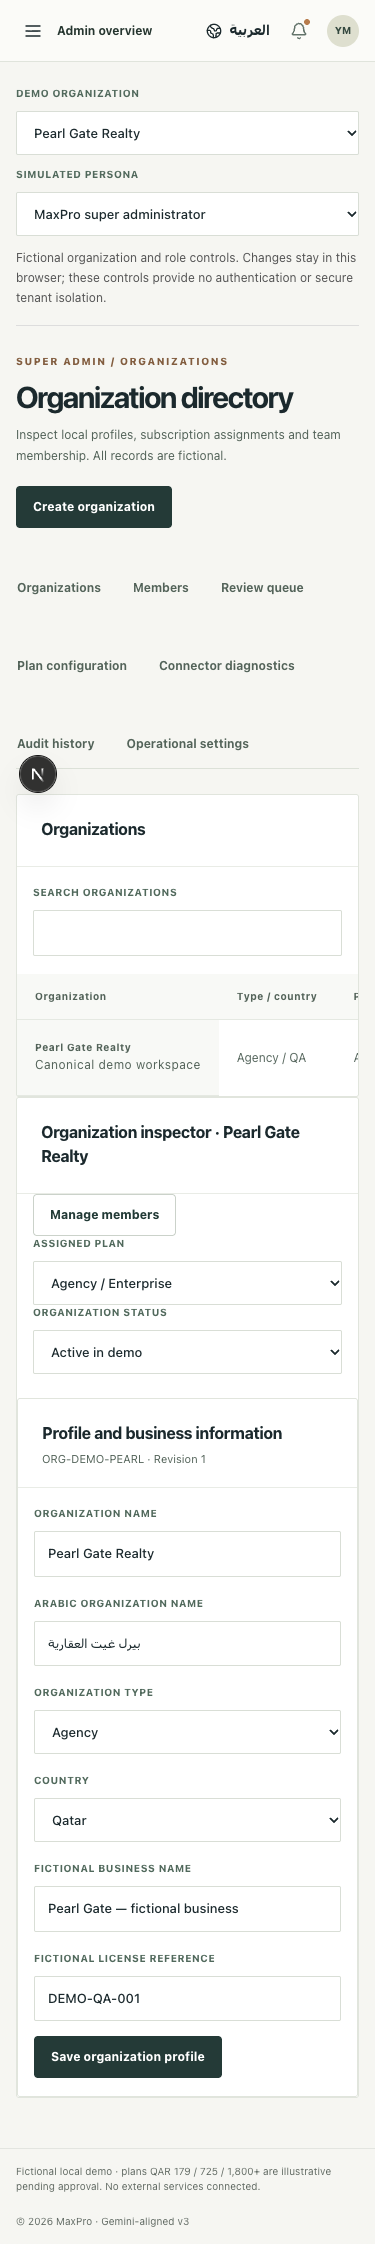 Admin overview
العربية
YM
DEMO ORGANIZATION
Pearl Gate Realty
SIMULATED PERSONA
MaxPro super administrator
Fictional organization and role controls. Changes stay in this
browser; these controls provide no authentication or secure
tenant isolation.
SUPER ADMIN / ORGANIZATIONS
Organization directory
Inspect local profiles, subscription assignments and team
membership. All records are fictional.
Create organization
Organizations Members Review queue
Plan configuration Connector diagnostics
Audit history Operational settings
N
Organizations
SEARCH ORGANIZATIONS
Organization Type / country
Pearl Gate Realty
Canonical demo workspace
Agency / QA
Organization inspector · Pearl Gate
Realty
Manage members
ASSIGNED PLAN
Agency / Enterprise
ORGANIZATION STATUS
Active in demo
Profile and business information
ORG-DEMO-PEARL · Revision 1
ORGANIZATION NAME
Pearl Gate Realty
ARABIC ORGANIZATION NAME
بيرل غيت العقارية
ORGANIZATION TYPE
Agency
COUNTRY
Qatar
FICTIONAL BUSINESS NAME
Pearl Gate — fictional business
FICTIONAL LICENSE REFERENCE
DEMO-QA-001
Save organization profile
Fictional local demo · plans QAR 179 / 725 / 1,800+ are illustrative
pending approval. No external services connected.
© 2026 MaxPro · Gemini-aligned v3